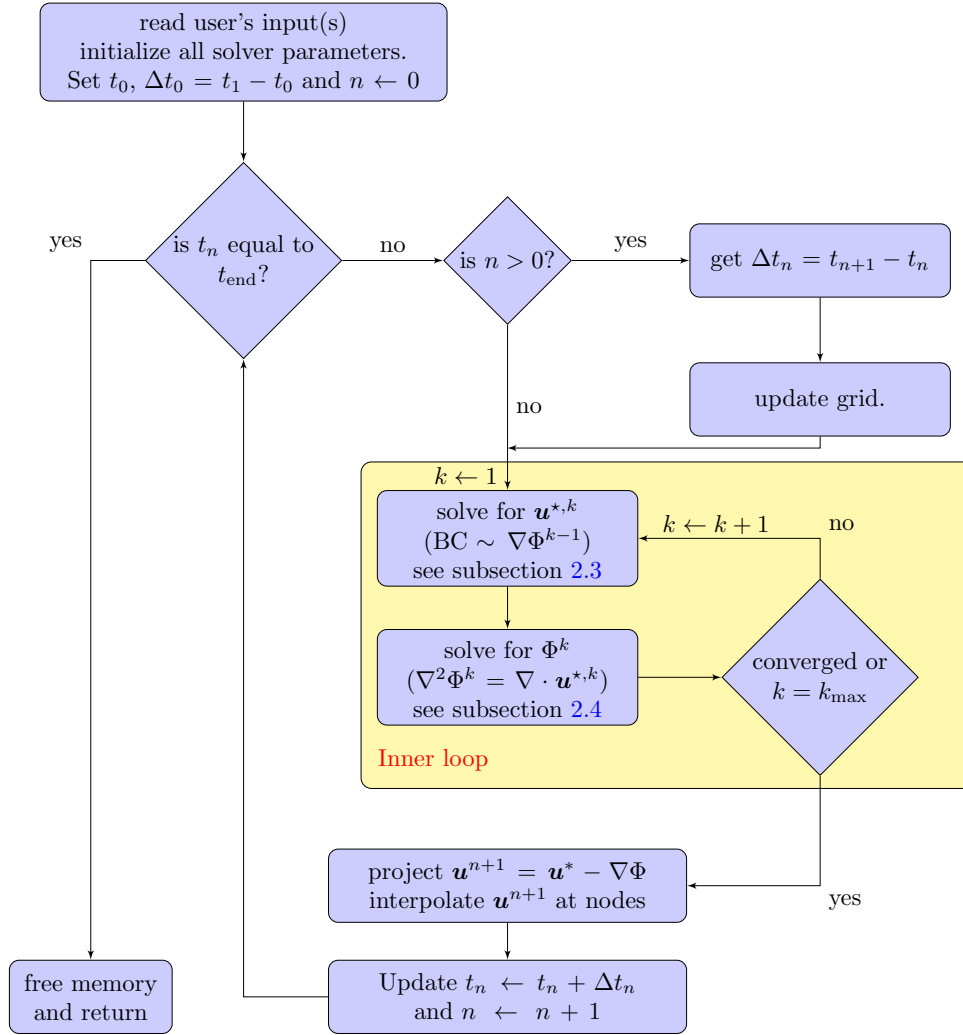 read user's input(s)
initialize all solver parameters.
Set t₀, Δt₀ = t₁ − t₀ and n ← 0
yes
is tₙ equal to
t_end?
no
is n > 0?
yes
get Δtₙ = tₙ₊₁ − tₙ
update grid.
no
k ← 1
solve for u^{⋆,k}
(BC ∼ ∇Φ^{k−1})
see subsection 2.3
k ← k + 1
no
solve for Φ^k
(∇²Φ^k = ∇ · u^{⋆,k})
see subsection 2.4
converged or
k = k_max
Inner loop
project u^{n+1} = u^* − ∇Φ
interpolate u^{n+1} at nodes
yes
free memory
and return
Update tₙ ← tₙ + Δtₙ
and n ← n + 1